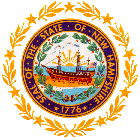 SEAL OF THE STATE OF NEW HAMPSHIRE
1776